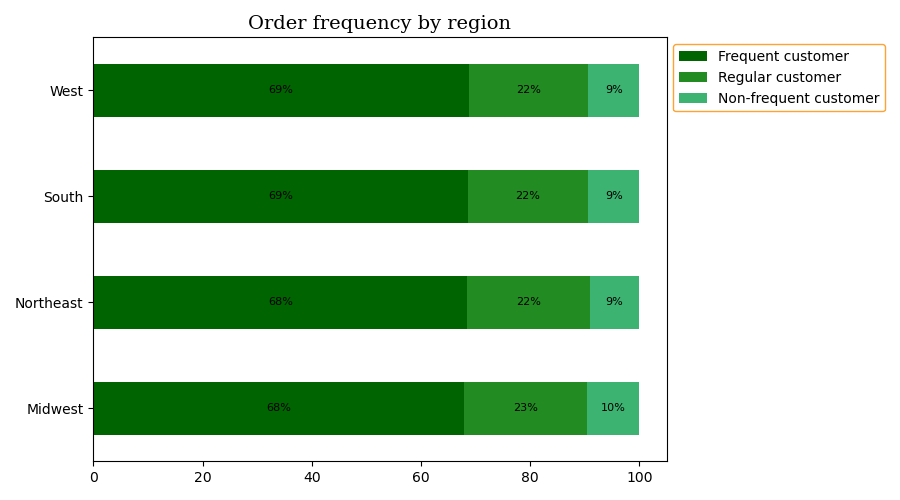 Order frequency by region
Frequent customer
Regular customer
Non-frequent customer
West 69% 22% 9%
South 69% 22% 9%
Northeast 68% 22% 9%
Midwest 68% 23% 10%
0 20 40 60 80 100